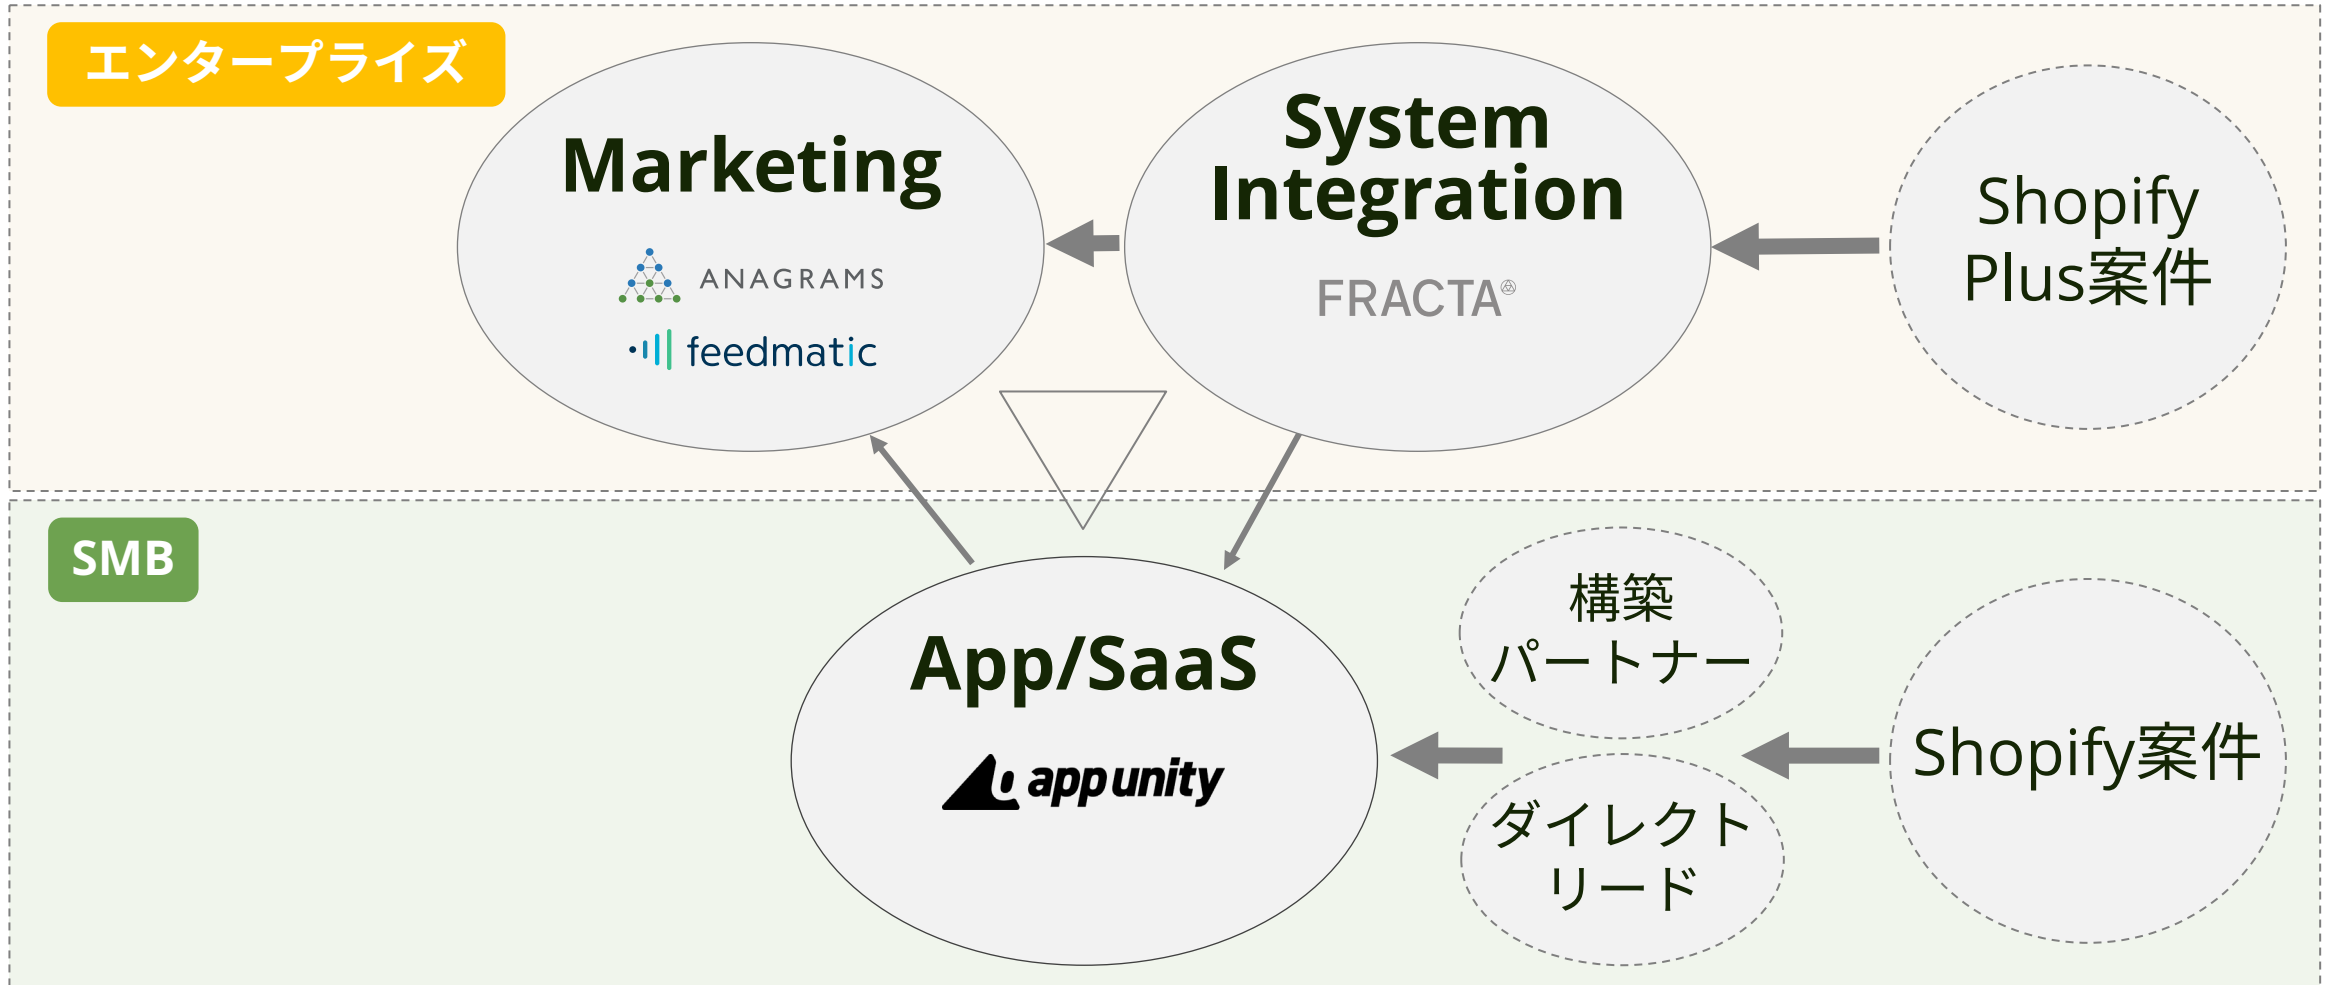 エンタープライズ
Marketing
ANAGRAMS
feedmatic
System
Integration
FRACTA
Shopify
Plus案件
SMB
App/SaaS
app unity
構築
パートナー
ダイレクト
リード
Shopify案件